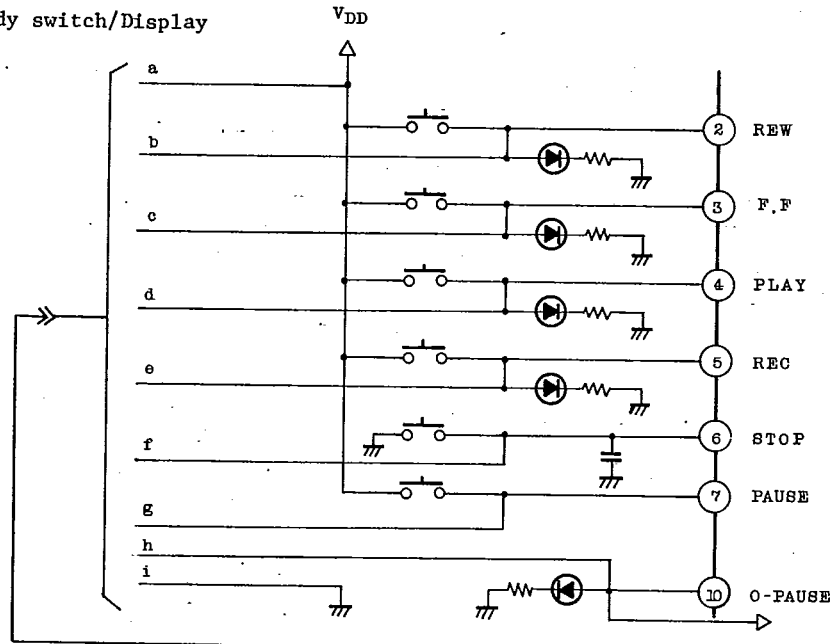 dy switch/Display
VDD
a
2 REW
b
3 F.F
c
4 PLAY
d
5 REC
e
6 STOP
f
7 PAUSE
g
h
i
10 O-PAUSE